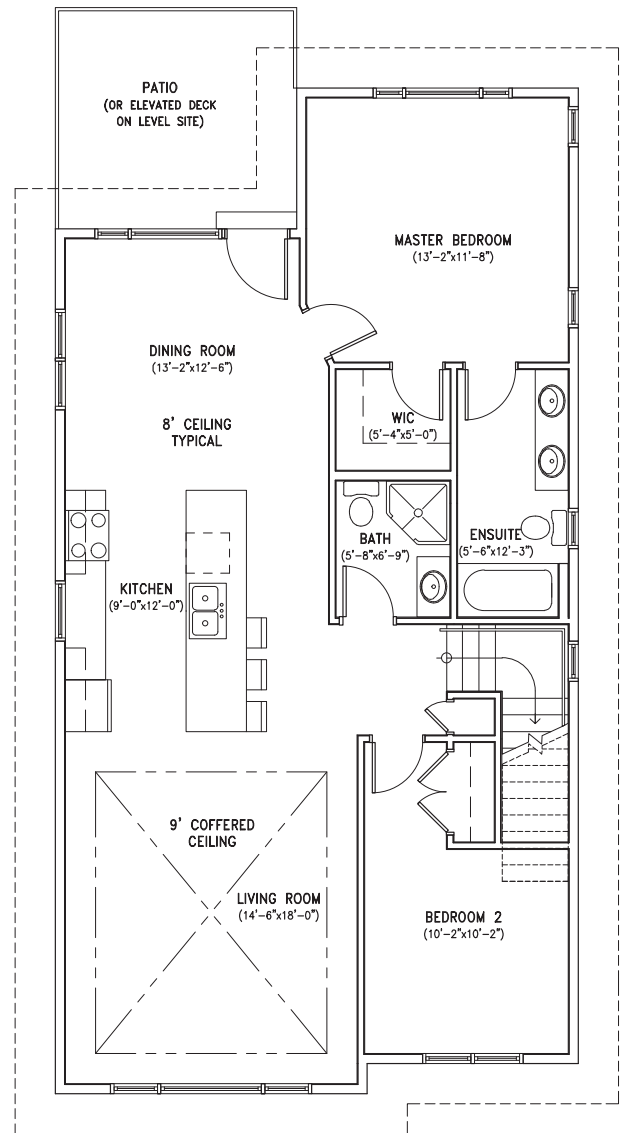 PATIO
(OR ELEVATED DECK
ON LEVEL SITE)
MASTER BEDROOM
(13'-2"x11'-8")
DINING ROOM
(13'-2"x12'-6")
8' CEILING
TYPICAL
WIC
(5'-4"x5'-0")
BATH
(5'-8"x6'-9")
ENSUITE
(5'-6"x12'-3")
KITCHEN
(9'-0"x12'-0")
9' COFFERED
CEILING
LIVING ROOM
(14'-6"x18'-0")
BEDROOM 2
(10'-2"x10'-2")